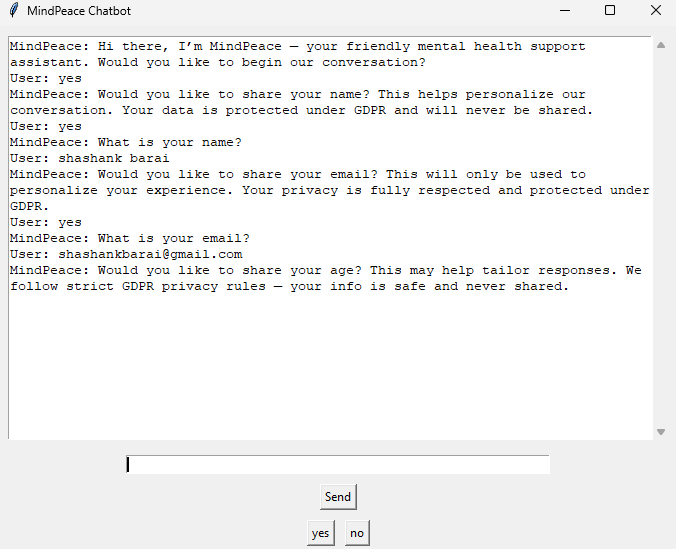 MindPeace Chatbot
MindPeace: Hi there, I’m MindPeace — your friendly mental health support
assistant. Would you like to begin our conversation?
User: yes
MindPeace: Would you like to share your name? This helps personalize our
conversation. Your data is protected under GDPR and will never be shared.
User: yes
MindPeace: What is your name?
User: shashank barai
MindPeace: Would you like to share your email? This will only be used to
personalize your experience. Your privacy is fully respected and protected under
GDPR.
User: yes
MindPeace: What is your email?
User: shashankbarai@gmail.com
MindPeace: Would you like to share your age? This may help tailor responses. We
follow strict GDPR privacy rules — your info is safe and never shared.
Send
yes no